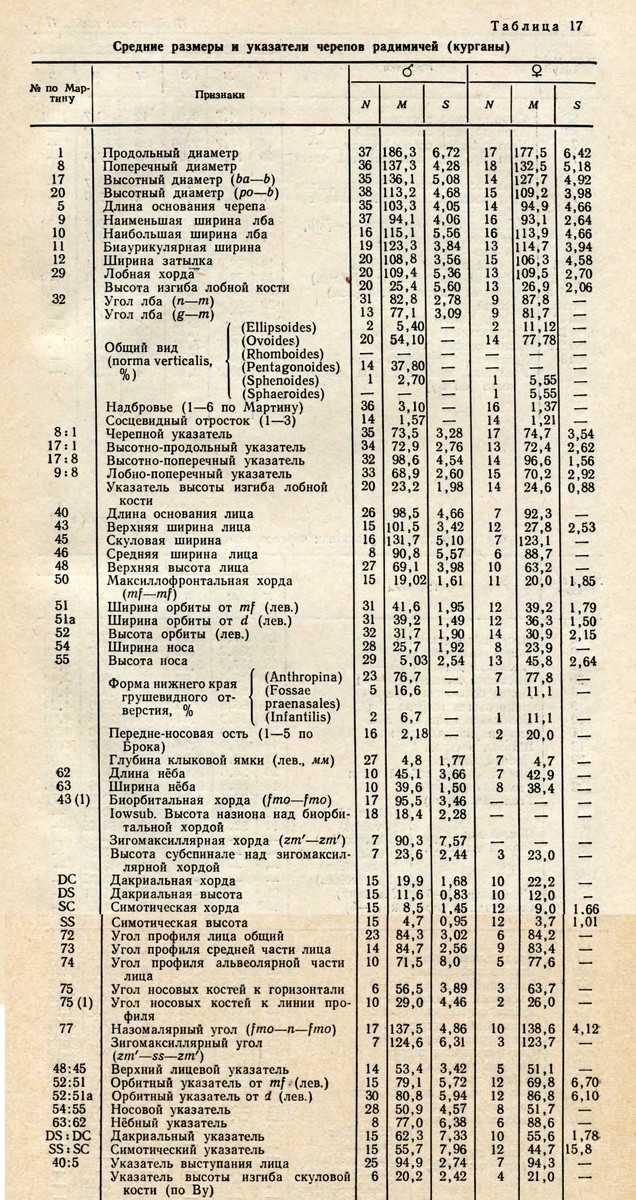 Таблица 17
Средние размеры и указатели черепов радимичей (курганы)
№ по Мартину Признаки ♂ ♀
N M S N M S
1 Продольный диаметр 37 186,3 6,72 17 177,5 6,42
8 Поперечный диаметр 36 137,3 4,28 18 132,5 5,18
17 Высотный диаметр (ba—b) 35 136,1 5,08 14 127,7 4,92
20 Высотный диаметр (po—b) 38 113,2 4,68 15 109,2 3,98
5 Длина основания черепа 35 103,3 4,05 14 94,9 4,66
9 Наименьшая ширина лба 37 94,1 4,06 16 93,1 2,64
10 Наибольшая ширина лба 16 115,1 5,56 16 113,9 4,66
11 Биаурикулярная ширина 19 123,3 3,84 13 114,7 3,94
12 Ширина затылка 20 108,8 3,56 15 106,3 4,58
29 Лобная хорда 20 109,4 5,36 13 109,5 2,70
Высота изгиба лобной кости 20 25,4 5,60 13 26,9 2,06
32 Угол лба (n—m) 31 82,8 2,78 9 87,8 —
Угол лба (g—m) 13 77,1 3,09 9 81,7 —
Общий вид (norma verticalis, %)
(Ellipsoides) 2 5,40 — 2 11,12 —
(Ovoides) 20 54,10 — 14 77,78 —
(Rhomboides) — — — — — —
(Pentagonoides) 14 37,80 — — — —
(Sphenoides) 1 2,70 — 1 5,55 —
(Sphaeroides) — — — 1 5,55 —
Надбровье (1—6 по Мартину) 36 3,10 — 16 1,37 —
Сосцевидный отросток (1—3) 14 1,57 — 14 1,21 —
8:1 Черепной указатель 35 73,5 3,28 17 74,7 3,54
17:1 Высотно-продольный указатель 34 72,9 2,76 13 72,4 2,62
17:8 Высотно-поперечный указатель 32 98,6 4,54 14 96,6 1,56
9:8 Лобно-поперечный указатель 33 68,9 2,60 15 70,2 2,92
Указатель высоты изгиба лобной 20 23,2 1,98 14 24,6 0,88
кости
40 Длина основания лица 26 98,5 4,66 7 92,3 —
43 Верхняя ширина лица 15 101,5 3,42 12 27,8 2,53
45 Скуловая ширина 16 131,7 5,10 7 123,1 —
46 Средняя ширина лица 8 90,8 5,57 6 88,7 —
48 Верхняя высота лица 27 69,1 3,98 10 63,2 —
50 Максиллофронтальная хорда 15 19,02 1,61 11 20,0 1,85
(mf—mf)
51 Ширина орбиты от mf (лев.) 31 41,6 1,95 12 39,2 1,79
51a Ширина орбиты от d (лев.) 31 39,2 1,49 12 36,3 1,50
52 Высота орбиты (лев.) 32 31,7 1,90 14 30,9 2,15
54 Ширина носа 28 25,7 1,92 8 23,9 —
55 Высота носа 29 5,03 2,54 13 45,8 2,64
Форма нижнего края грушевидного отверстия, %
(Anthropina) 23 76,7 — 7 77,8 —
(Fossae 5 16,6 — 1 11,1 —
praenasales)
(Infantilis) 2 6,7 — 1 11,1 —
Передне-носовая ость (1—5 по 16 2,18 — 2 20,0 —
Брока)
Глубина клыковой ямки (лев., мм) 27 4,8 1,77 7 4,7 —
62 Длина нёба 10 45,1 3,66 7 42,9 —
63 Ширина нёба 10 39,6 1,50 8 38,4 —
43 (1) Биорбитальная хорда (fmo—fmo) 17 95,5 3,46 — — —
Iowsub. Высота назиона над биорби- 18 18,4 2,28 — — —
тальной хордой
Зигомаксиллярная хорда (zm′—zm′) 7 90,3 7,57 — — —
Высота субспинале над зигомаксил- 7 23,6 2,44 3 23,0 —
лярной хордой
DC Дакриальная хорда 15 19,9 1,68 10 22,2 —
DS Дакриальная высота 15 11,6 0,83 10 12,0 —
SC Симотическая хорда 15 8,5 1,45 12 9,0 1.66
SS Симотическая высота 15 4,7 0,95 12 3,7 1,01
72 Угол профиля лица общий 23 84,3 3,02 6 84,2 —
73 Угол профиля средней части лица 14 84,7 2,56 9 83,4 —
74 Угол профиля альвеолярной части 10 71,5 8,0 5 77,6 —
лица
75 Угол носовых костей к горизонтали 6 56,5 3,89 3 63,7 —
75 (1) Угол носовых костей к линии про- 10 29,0 4,46 2 26,0 —
филя
77 Назомалярный угол (fmo—n—fmo) 17 137,5 4,86 10 138,6 4,12
Зигомаксиллярный угол 7 124,6 6,31 3 123,7 —
(zm′—ss—zm′)
48:45 Верхний лицевой указатель 14 53,4 3,42 5 51,1 —
52:51 Орбитный указатель от mf (лев.) 15 79,1 5,72 12 69,8 6,70
52:51a Орбитный указатель от d (лев.) 30 80,8 5,94 12 86,8 6,10
54:55 Носовой указатель 28 50,9 4,57 8 51,7 —
63:62 Нёбный указатель 8 77,0 6,38 6 88,6 —
DS:DC Дакриальный указатель 15 62,3 7,33 10 55,6 1,78
SS:SC Симотический указатель 15 55,7 7,96 12 44,7 15,8
40:5 Указатель выступания лица 25 94,9 2,74 7 94,3 —
Указатель высоты изгиба скуловой 6 20,2 2,42 4 21,0 —
кости (по Ву)